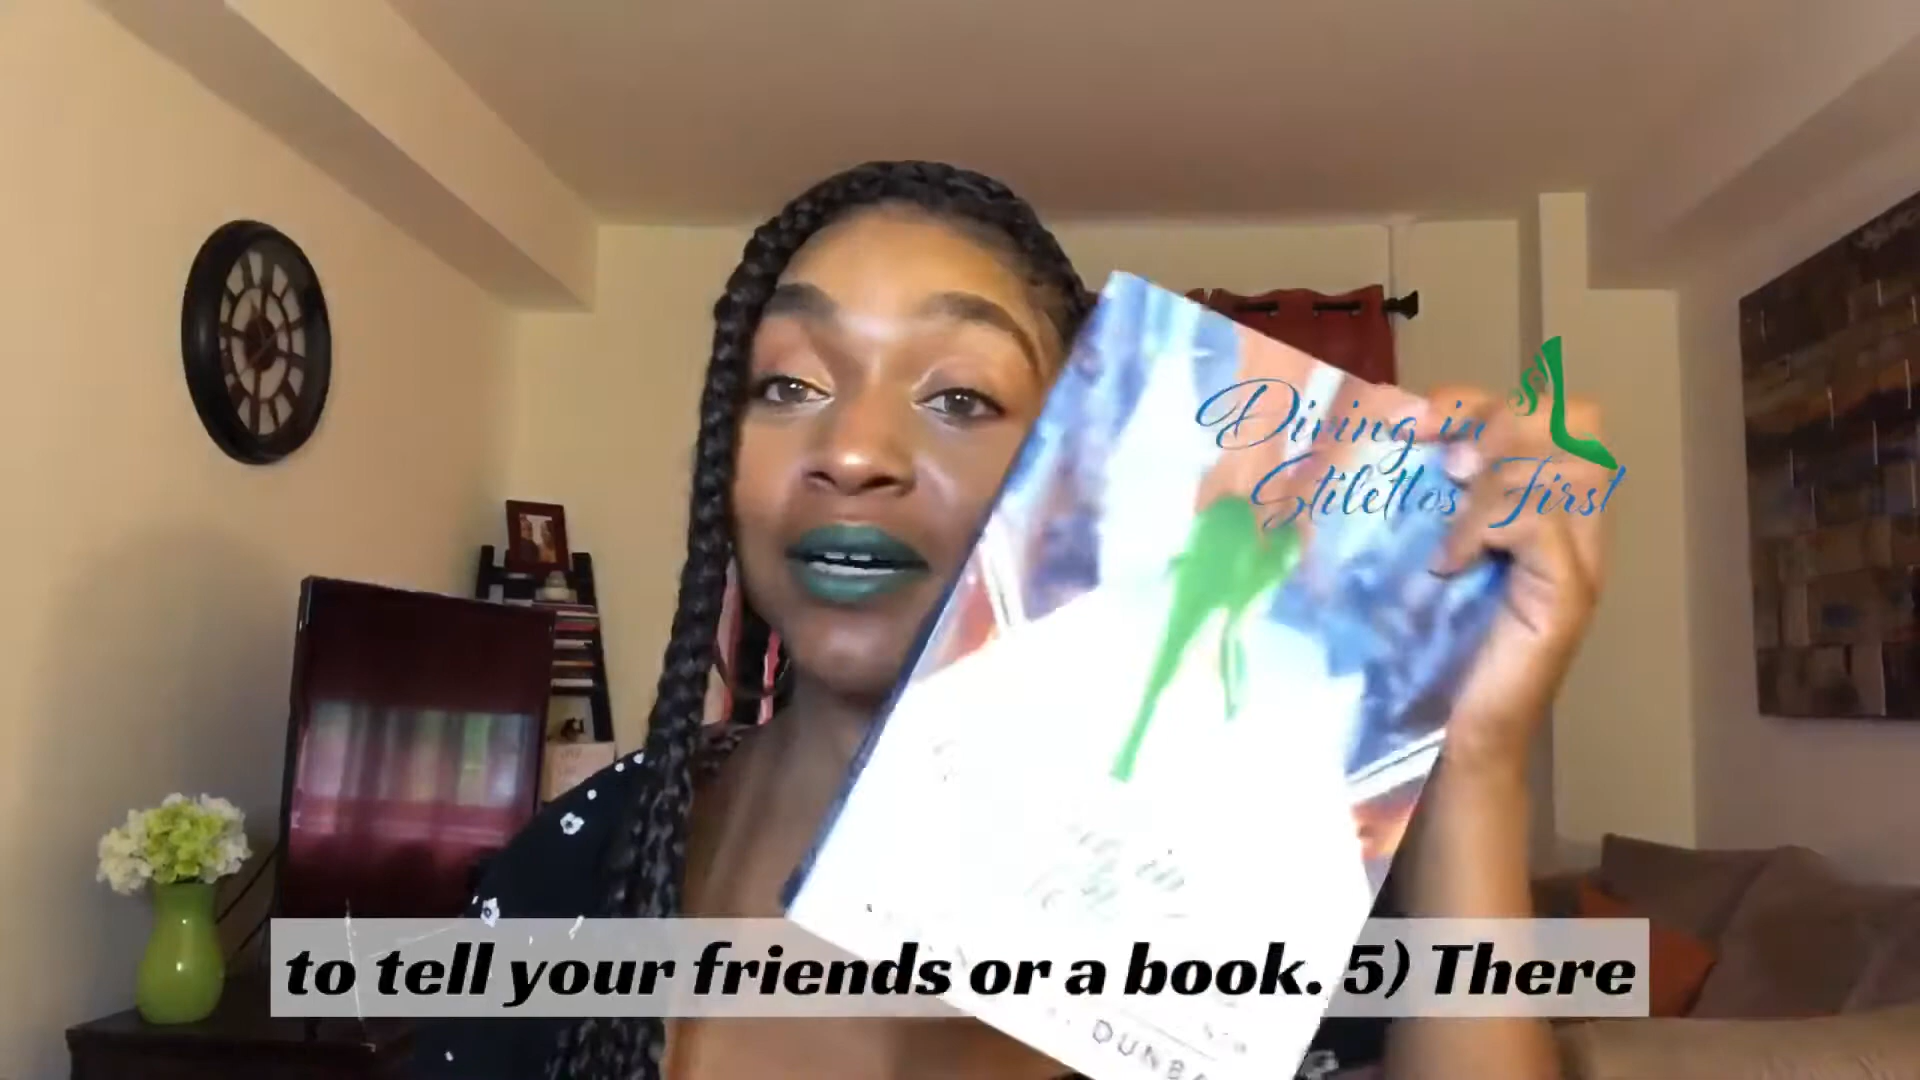 Diving in
Stilettos First
to tell your friends or a book. 5) There